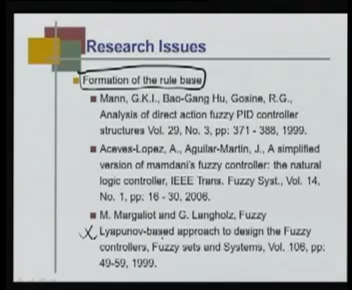 Research Issues
Formation of the rule base
Mann, G.K.I., Bao-Gang Hu, Gosine, R.G.,
Analysis of direct action fuzzy PID controller
structures Vol. 29, No. 3, pp: 371 - 388, 1999.
Aceves-Lopez, A., Aguilar-Martin, J., A simplified
version of mamdani's fuzzy controller: the natural
logic controller, IEEE Trans. Fuzzy Syst., Vol. 14,
No. 1, pp: 16 - 30, 2006.
M. Margaliot and G. Langholz, Fuzzy
Lyapunov-based approach to design the Fuzzy
controllers, Fuzzy sets and Systems, Vol. 106, pp:
49-59, 1999.